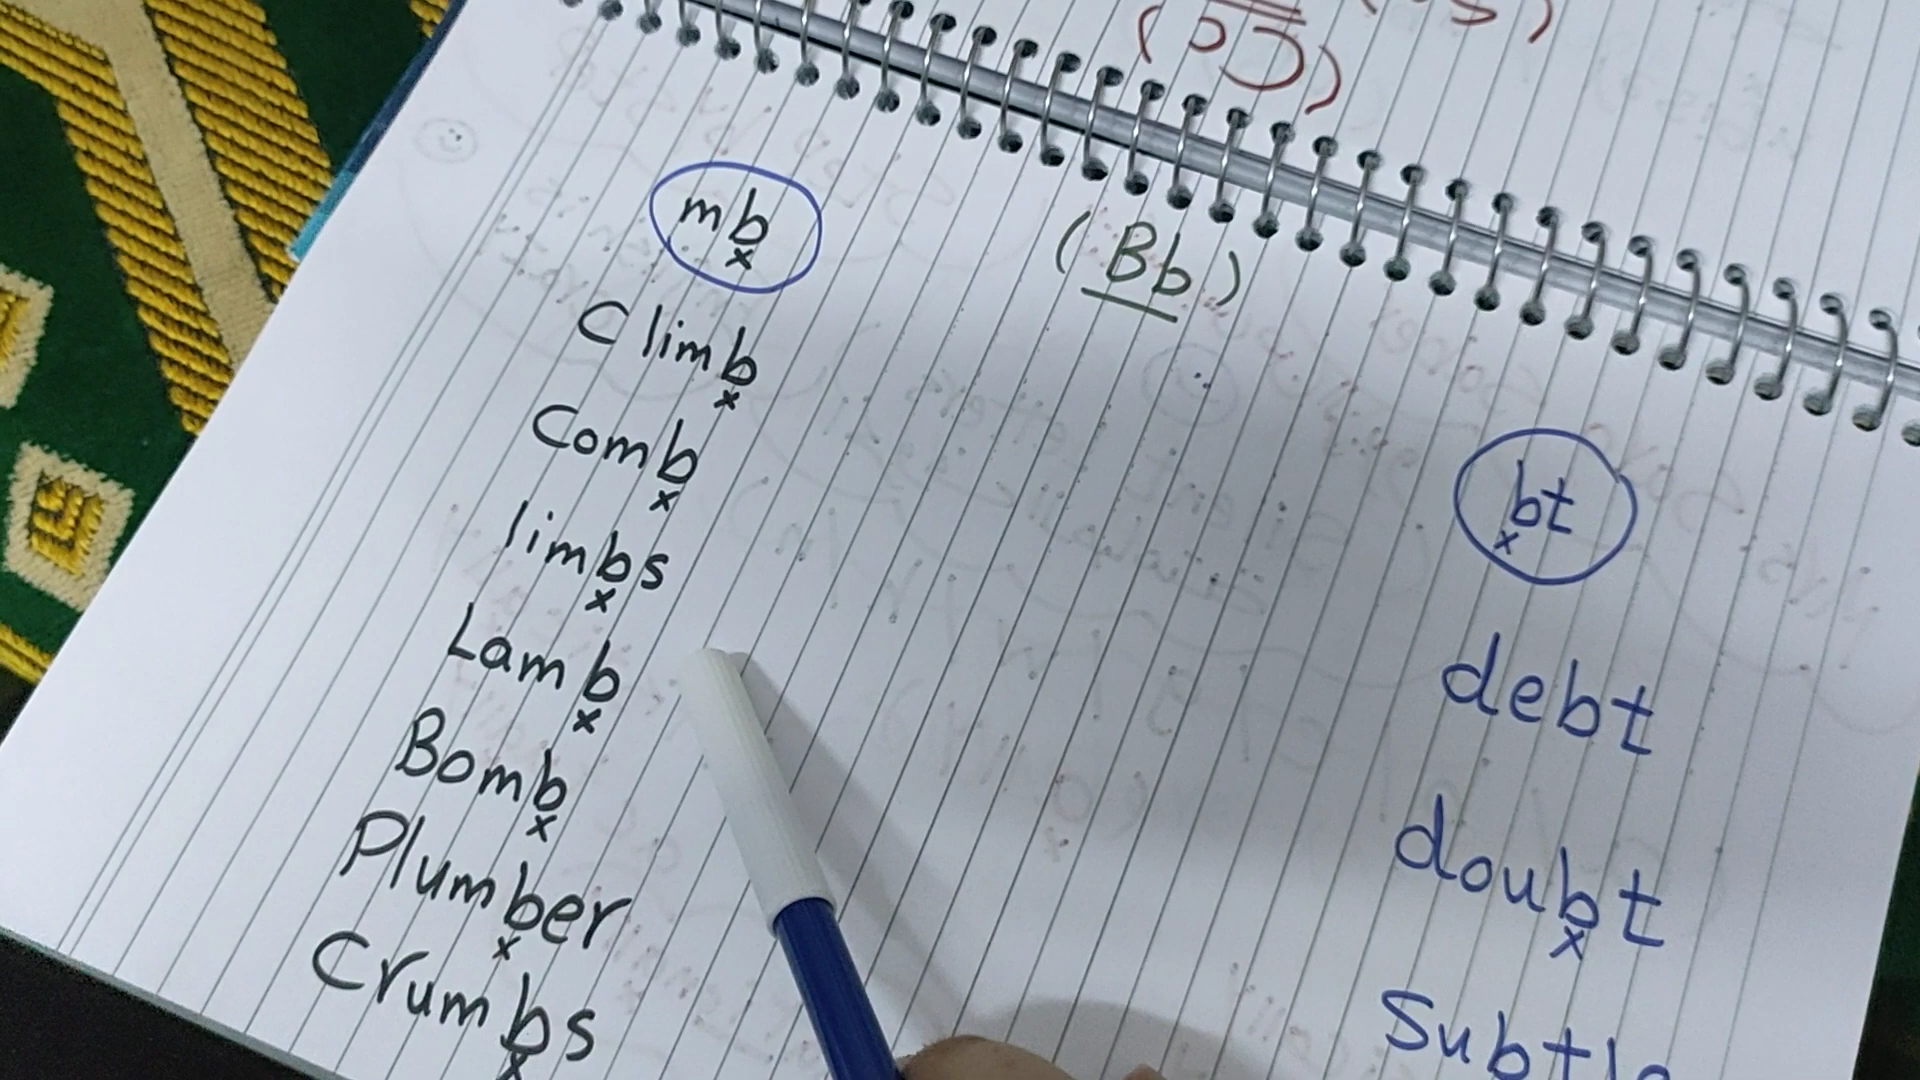 (Bb)
mb
x
Climb
x
Comb
x
limbs
x
Lamb
x
Bomb
x
Plumber
x
Crumbs
x
bt
x
debt
doubt
x